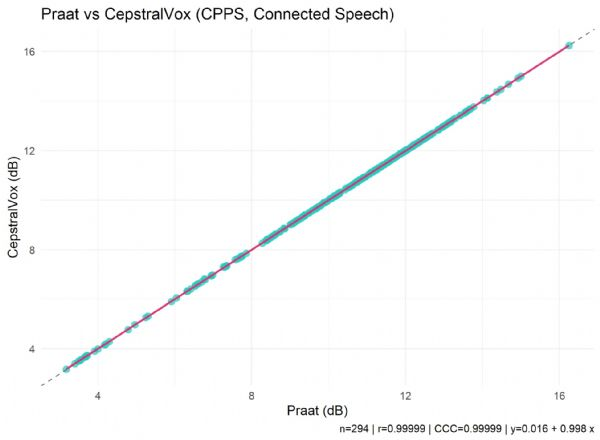 Praat vs CepstralVox (CPPS, Connected Speech)
16
12
8
4
CepstralVox (dB)
4
8
12
16
Praat (dB)
n=294 | r=0.99999 | CCC=0.99999 | y=0.016 + 0.998 x